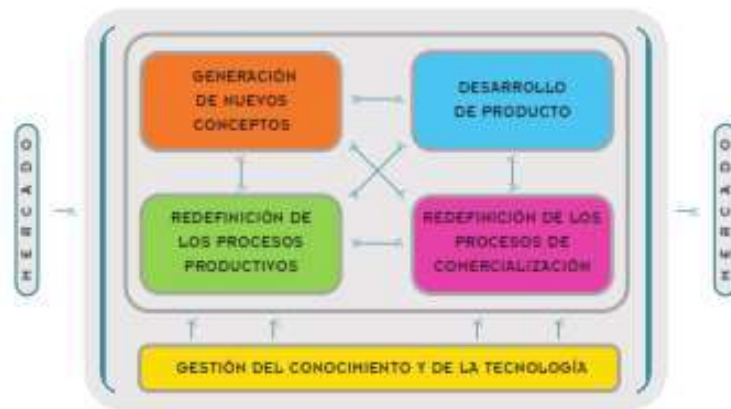 MERCADO
GENERACIÓN
DE NUEVOS
CONCEPTOS
DESARROLLO
DE PRODUCTO
REDEFINICIÓN DE
LOS PROCESOS
PRODUCTIVOS
REDEFINICIÓN DE LOS
PROCESOS DE
COMERCIALIZACIÓN
GESTIÓN DEL CONOCIMIENTO Y DE LA TECNOLOGÍA
MERCADO